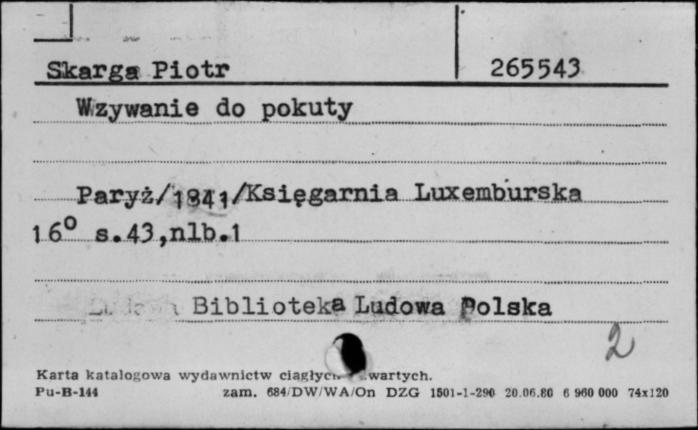 Skarga Piotr 265543
Wzywanie do pokuty
Paryż/1841/Księgarnia Luxemburska
16° s.43,nlb.1
Biblioteka Ludowa Polska
2
Karta katalogowa wydawnictw ciągłych wartych.
Pu-B-144 zam. 684/DW/WA/On DZG 1501-1-290 20.06.80 6 960 000 74x120